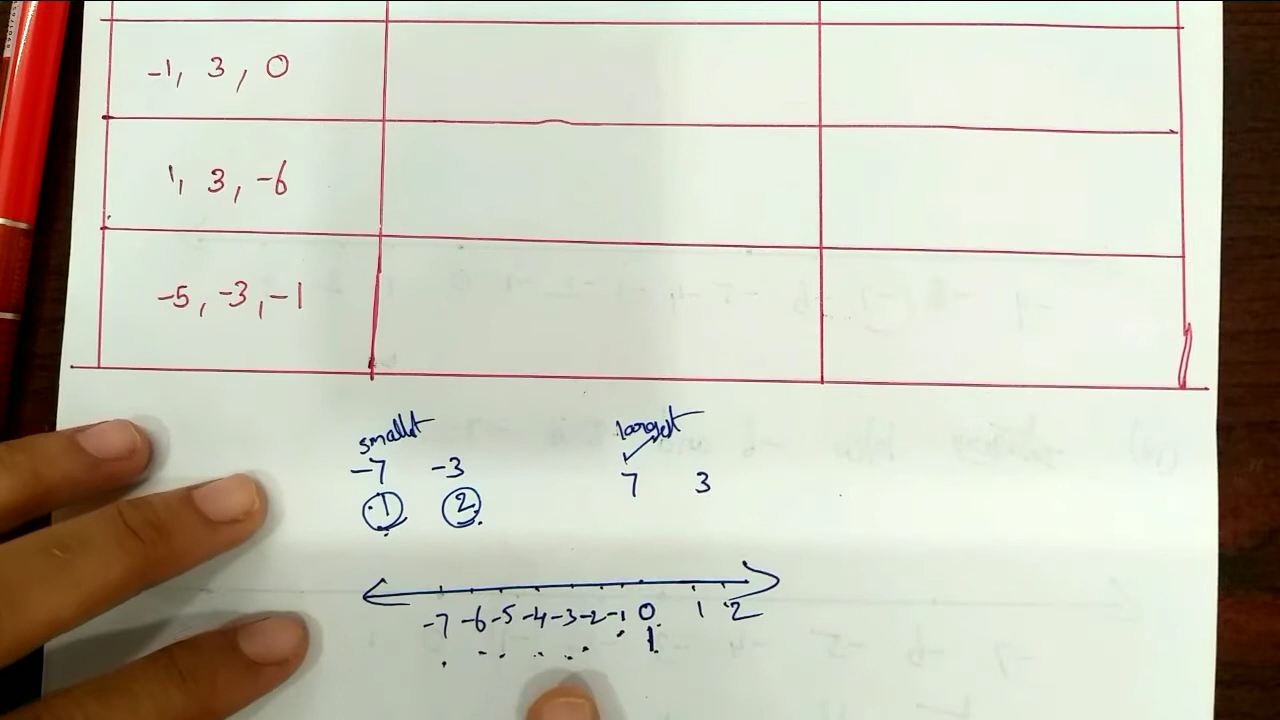 -1, 3, 0
1, 3, -6
-5, -3, -1
smallest largest
-7 -3 7 3
1 2
-7 -6 -5 -4 -3 -2 -1 0 1 2